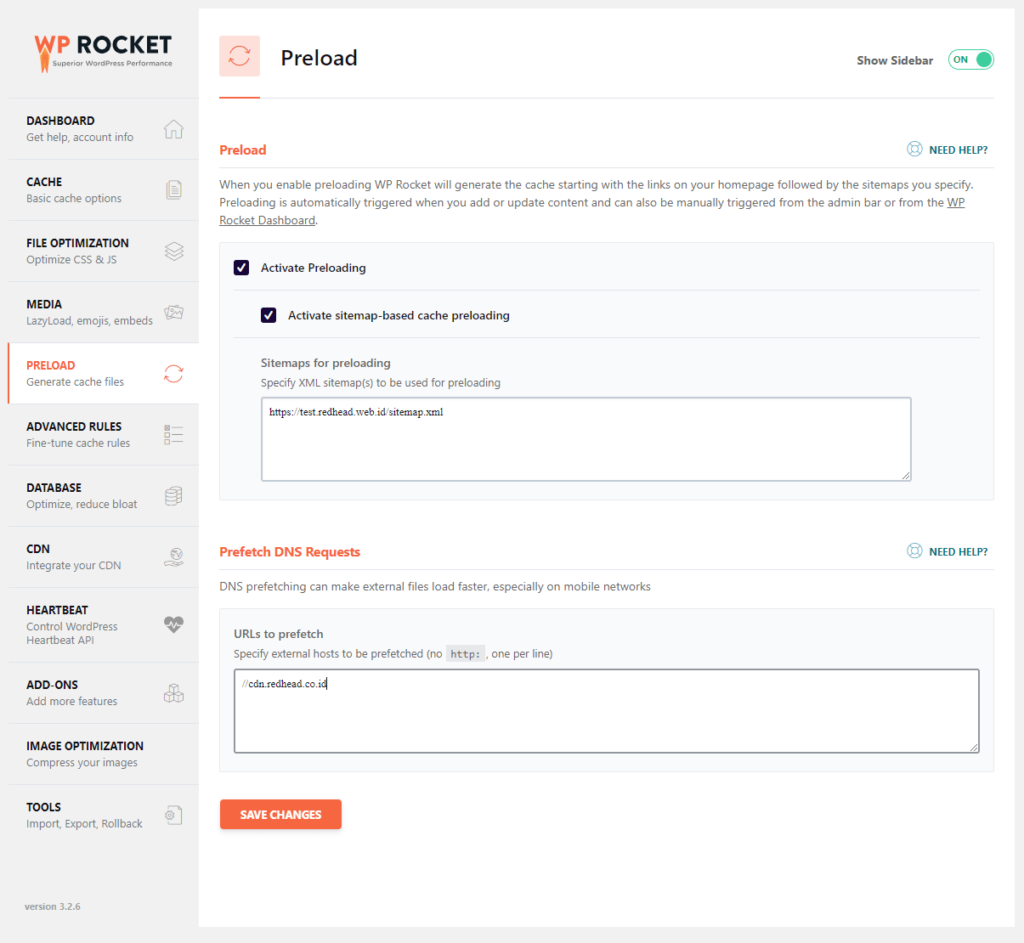 WP ROCKET
Superior WordPress Performance
DASHBOARD
Get help, account info
CACHE
Basic cache options
FILE OPTIMIZATION
Optimize CSS & JS
MEDIA
LazyLoad, emojis, embeds
PRELOAD
Generate cache files
ADVANCED RULES
Fine-tune cache rules
DATABASE
Optimize, reduce bloat
CDN
Integrate your CDN
HEARTBEAT
Control WordPress
Heartbeat API
ADD-ONS
Add more features
IMAGE OPTIMIZATION
Compress your images
TOOLS
Import, Export, Rollback
version 3.2.6
Preload
Show Sidebar
ON
Preload
NEED HELP?
When you enable preloading WP Rocket will generate the cache starting with the links on your homepage followed by the sitemaps you specify.
Preloading is automatically triggered when you add or update content and can also be manually triggered from the admin bar or from the WP
Rocket Dashboard.
Activate Preloading
Activate sitemap-based cache preloading
Sitemaps for preloading
Specify XML sitemap(s) to be used for preloading
https://test.redhead.web.id/sitemap.xml
Prefetch DNS Requests
NEED HELP?
DNS prefetching can make external files load faster, especially on mobile networks
URLs to prefetch
Specify external hosts to be prefetched (no http:, one per line)
//cdn.redhead.co.id
SAVE CHANGES